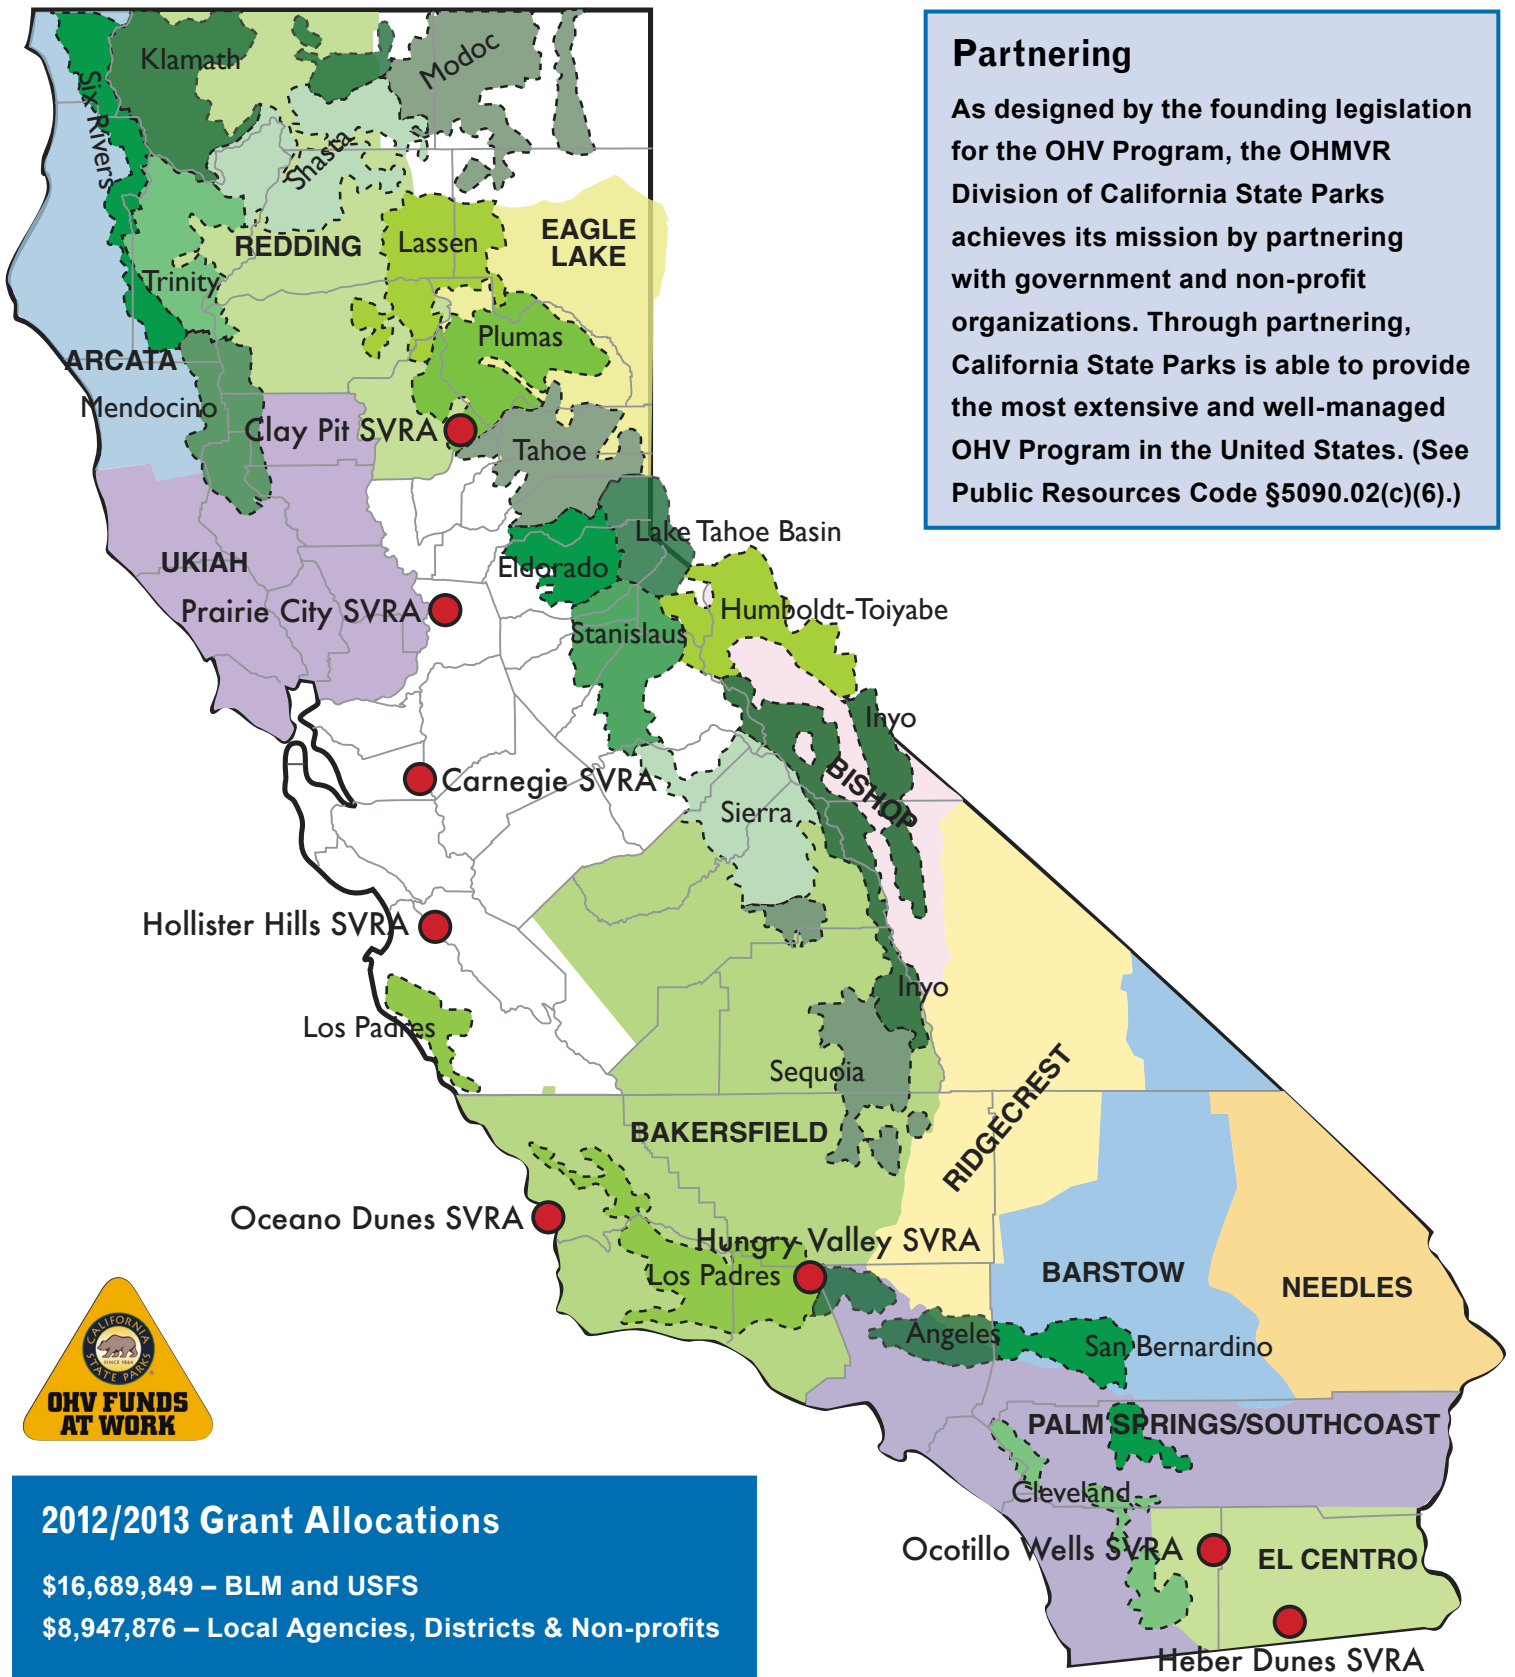 Partnering
As designed by the founding legislation
for the OHV Program, the OHMVR
Division of California State Parks
achieves its mission by partnering
with government and non-profit
organizations. Through partnering,
California State Parks is able to provide
the most extensive and well-managed
OHV Program in the United States. (See
Public Resources Code §5090.02(c)(6).)
Klamath
Modoc
Six Rivers
Shasta
REDDING
Lassen
EAGLE
LAKE
Trinity
Plumas
ARCATA
Mendocino
Clay Pit SVRA
Tahoe
Lake Tahoe Basin
UKIAH
Eldorado
Prairie City SVRA
Humboldt-Toiyabe
Stanislaus
Inyo
Carnegie SVRA
BISHOP
Sierra
Hollister Hills SVRA
Inyo
Los Padres
Sequoia
RIDGECREST
BAKERSFIELD
Oceano Dunes SVRA
Hungry Valley SVRA
Los Padres
BARSTOW
NEEDLES
Angeles
San Bernardino
CALIFORNIA
STATE PARKS
SINCE 1864
OHV FUNDS
AT WORK
PALM SPRINGS/SOUTHCOAST
Cleveland
Ocotillo Wells SVRA
EL CENTRO
Heber Dunes SVRA
2012/2013 Grant Allocations
$16,689,849 – BLM and USFS
$8,947,876 – Local Agencies, Districts & Non-profits